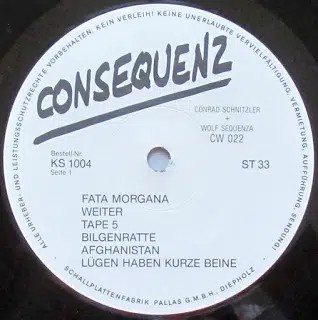 ALLE URHEBER- UND LEISTUNGSSCHUTZRECHTE VORBEHALTEN. KEIN VERLEIH! KEINE UNERLAUBTE VERVIELFÄLTIGUNG, VERMIETUNG, AUFFÜHRUNG, SENDUNG!
CONSEQUENZ
CONRAD SCHNITZLER
+
WOLF SEQUENZA
CW 022
Bestell-Nr.
KS 1004
Seite 1
ST 33
FATA MORGANA
WEITER
TAPE 5
BILGENRATTE
AFGHANISTAN
LÜGEN HABEN KURZE BEINE
SCHALLPLATTENFABRIK PALLAS G.M.B.H., DIEPHOLZ